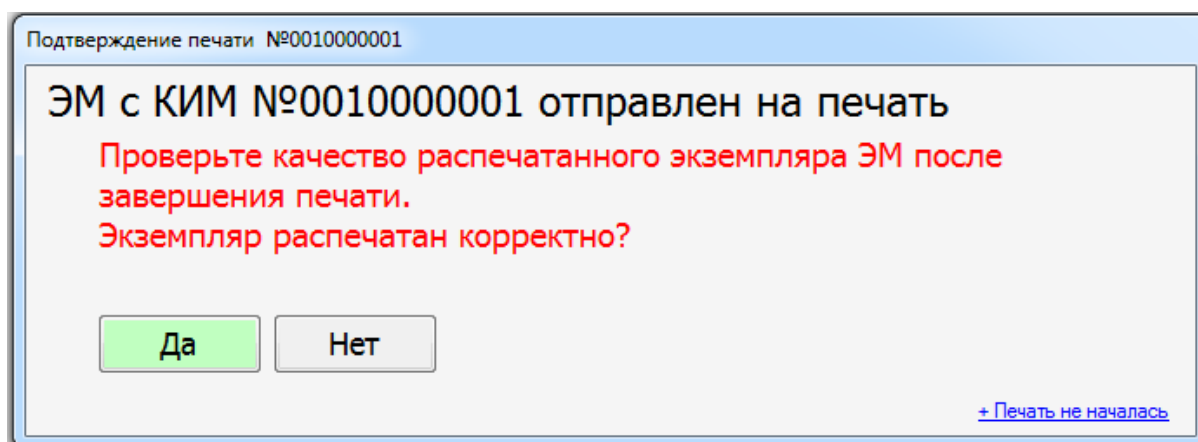 Подтверждение печати №0010000001
ЭМ с КИМ №0010000001 отправлен на печать
Проверьте качество распечатанного экземпляра ЭМ после
завершения печати.
Экземпляр распечатан корректно?
Да Нет
+ Печать не началась